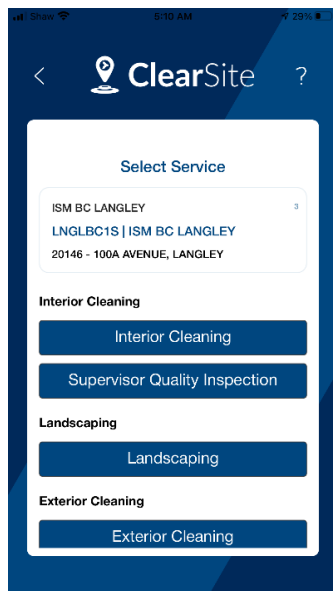 Shaw 5:10 AM 29%
ClearSite ?
Select Service
ISM BC LANGLEY 3
LNGLBC1S | ISM BC LANGLEY
20146 - 100A AVENUE, LANGLEY
Interior Cleaning
Interior Cleaning
Supervisor Quality Inspection
Landscaping
Landscaping
Exterior Cleaning
Exterior Cleaning